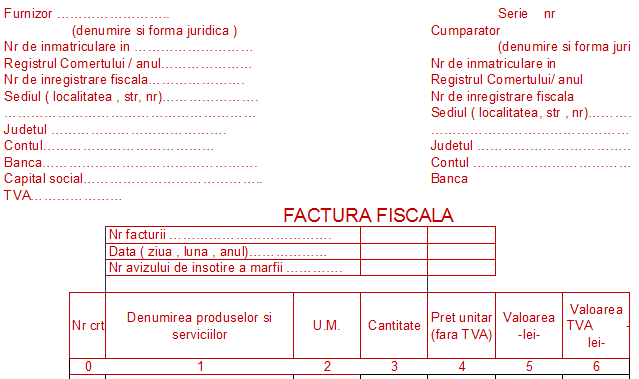 Furnizor ……………………..
(denumire si forma juridica )
Nr de inmatriculare in ………………………
Registrul Comertului / anul…………………
Nr de inregistrare fiscala………………….
Sediul ( localitatea , str, nr)………………….
……………………………………………………
Judetul ……………………………………
Contul……………………………………
Banca…………………………………………….
Capital social……………………………………..
TVA…………………
Serie nr
Cumparator
(denumire si forma juri
Nr de inmatriculare in
Registrul Comertului/ anul
Nr de inregistrare fiscala
Sediul ( localitatea, str , nr)……….
……………………………………………
Judetul ………………………………
Contul ………………………………
Banca
FACTURA FISCALA
Nr facturii ……………………………….
Data ( ziua , luna , anul)………………
Nr avizului de insotire a marfii ………….
Nr crt Denumirea produselor si serviciilor U.M. Cantitate Pret unitar (fara TVA) Valoarea -lei- Valoarea TVA -lei-
0 1 2 3 4 5 6